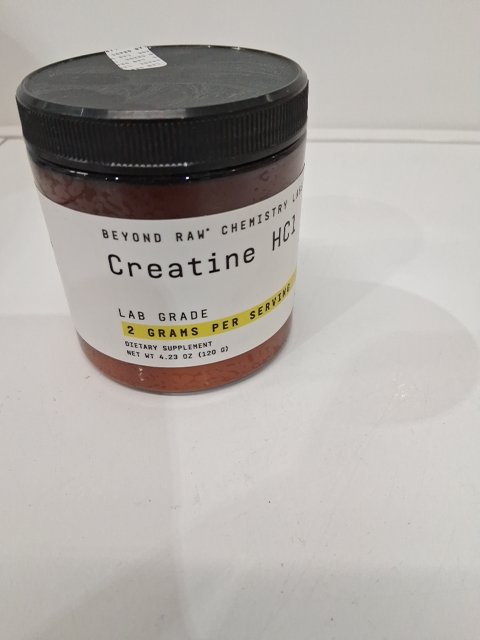 BEYOND RAW® CHEMISTRY LABS
Creatine HCl
LAB GRADE
2 GRAMS PER SERVING
DIETARY SUPPLEMENT
NET WT 4.23 OZ (120 G)